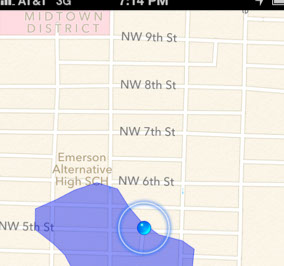 AT&T 3G 7:14 PM
MIDTOWN
DISTRICT
NW 9th St
NW 8th St
NW 7th St
Emerson
Alternative
High SCH
NW 6th St
NW 5th St